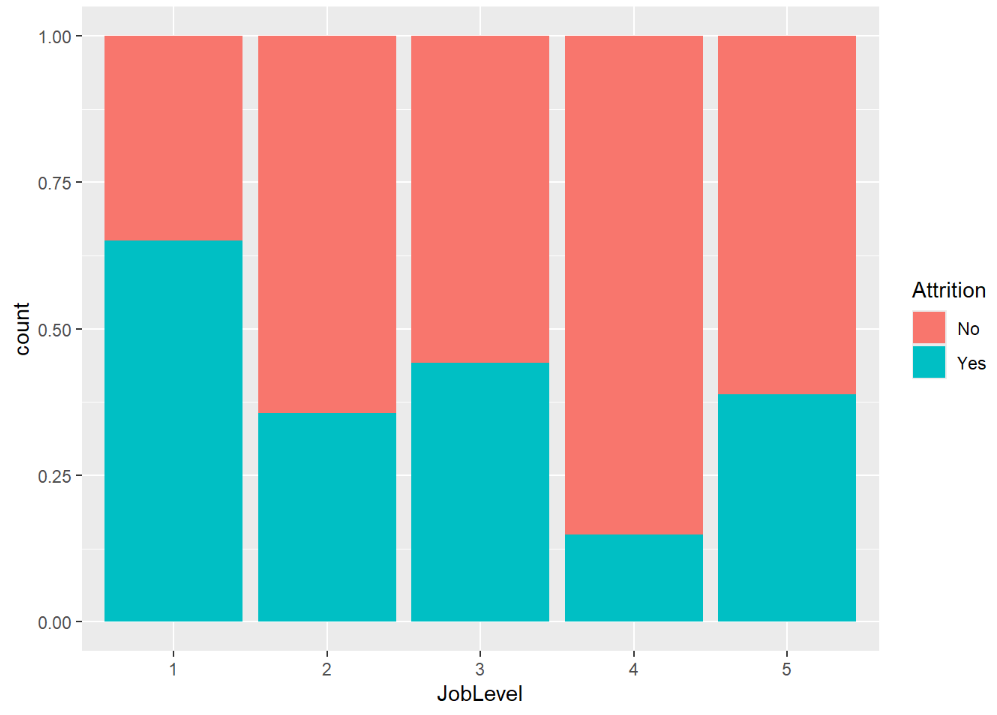 1.00
0.75
0.50
0.25
0.00
count
1 2 3 4 5
JobLevel
Attrition
No
Yes